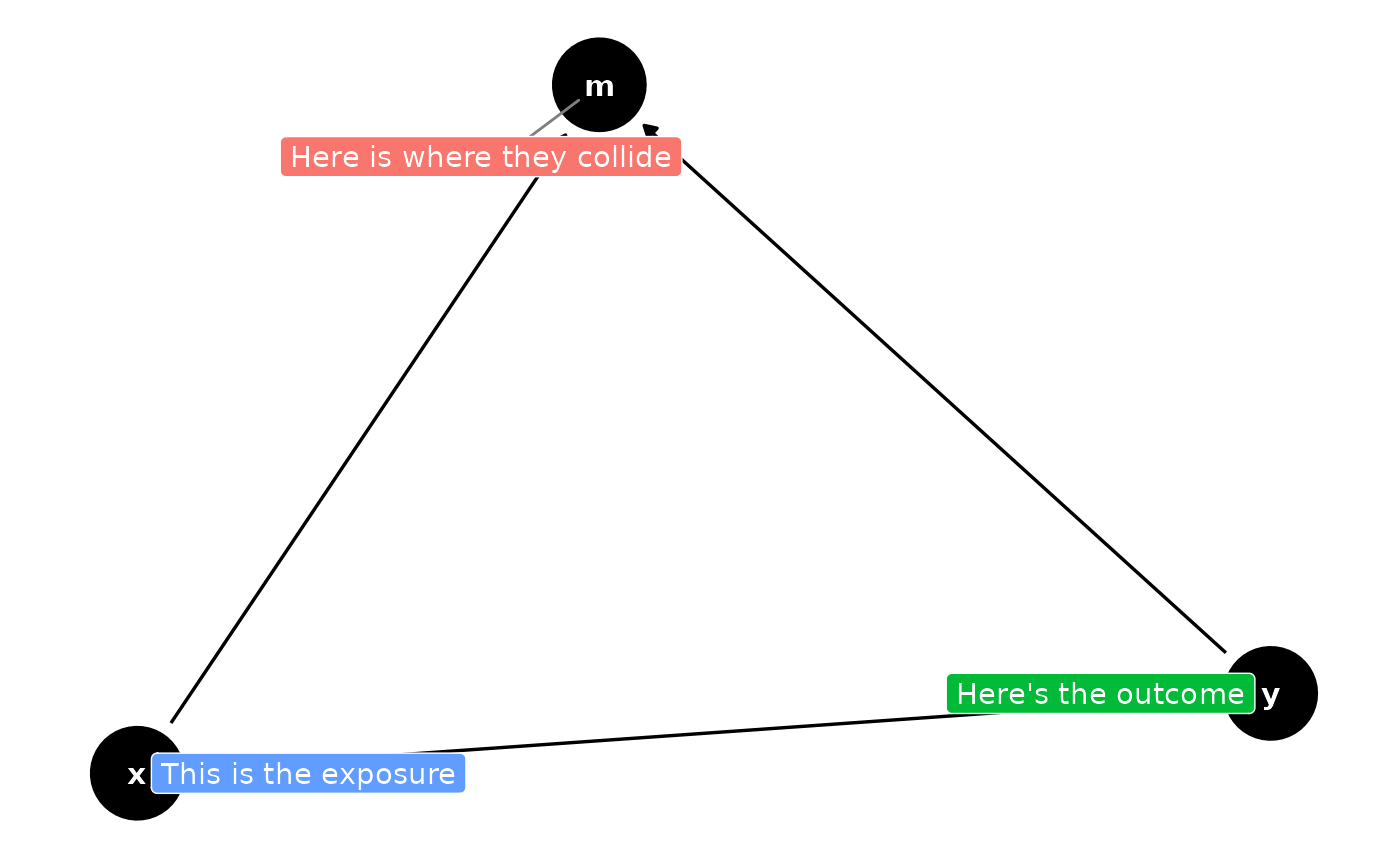 m
Here is where they collide
Here's the outcome
y
x
This is the exposure